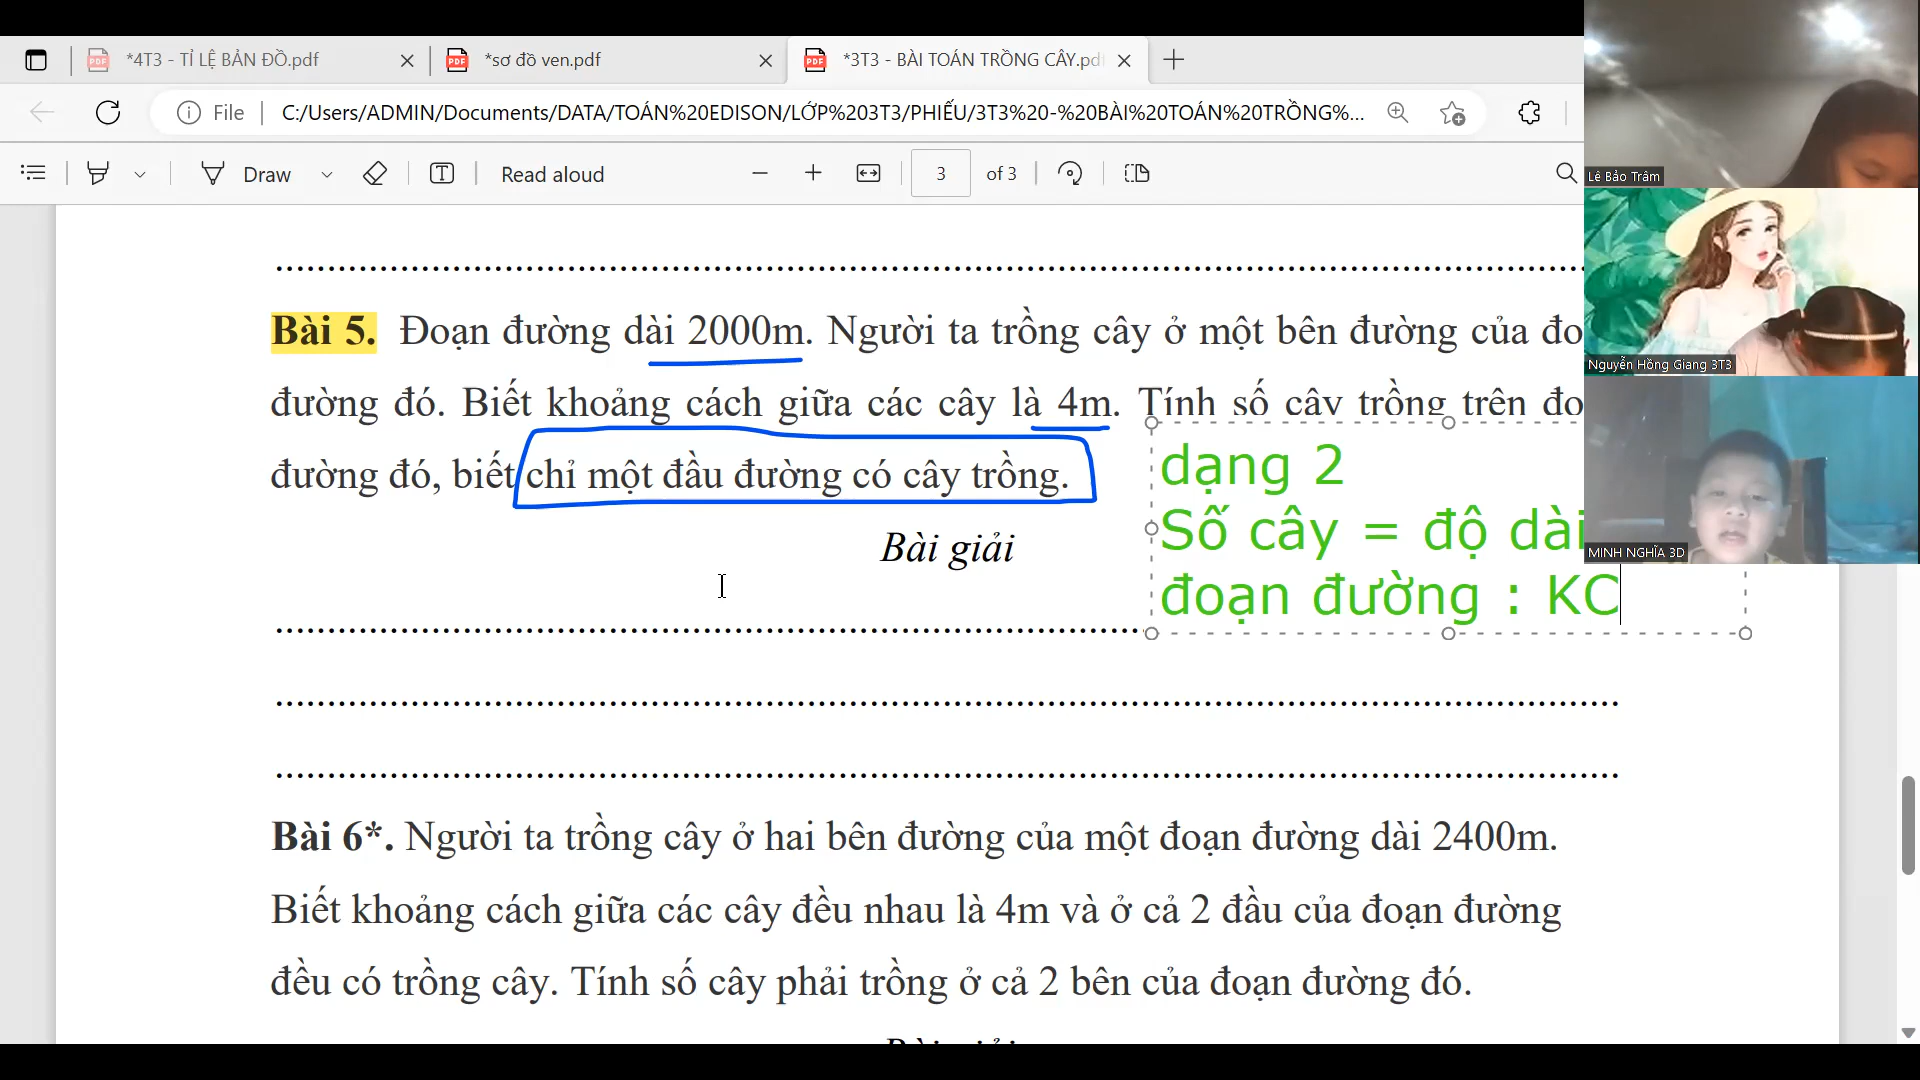 *4T3 - TỈ LỆ BẢN ĐỒ.pdf
*sơ đồ ven.pdf
*3T3 - BÀI TOÁN TRỒNG CÂY.pd
File
C:/Users/ADMIN/Documents/DATA/TOÁN%20EDISON/LỚP%203T3/PHIẾU/3T3%20-%20BÀI%20TOÁN%20TRỒNG%...
Draw
Read aloud
3
of 3
Lê Bảo Trâm
Nguyễn Hồng Giang 3T3
MINH NGHĨA 3D
Bài 5. Đoạn đường dài 2000m. Người ta trồng cây ở một bên đường của đo
đường đó. Biết khoảng cách giữa các cây là 4m. Tính số cây trồng trên đo
đường đó, biết chỉ một đầu đường có cây trồng.
dạng 2
Số cây = độ dài
đoạn đường : KC
Bài giải
Bài 6*. Người ta trồng cây ở hai bên đường của một đoạn đường dài 2400m.
Biết khoảng cách giữa các cây đều nhau là 4m và ở cả 2 đầu của đoạn đường
đều có trồng cây. Tính số cây phải trồng ở cả 2 bên của đoạn đường đó.